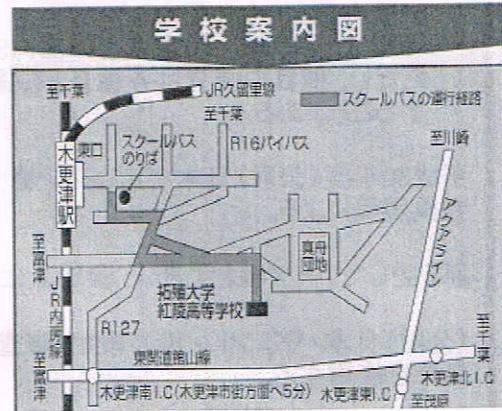 学校案内図
至千葉
JR久留里線
スクールバスの運行経路
至千葉
東口
スクールバス
のりば
R16バイパス
至川崎
木更津駅
アクアライン
至富津
真舟
団地
拓殖大学
紅陵高等学校
JR内房線
R127
至千葉
東関道館山線
至富津
木更津北I.C
木更津南I.C(木更津市街方面へ5分)
木更津東I.C
至茂原